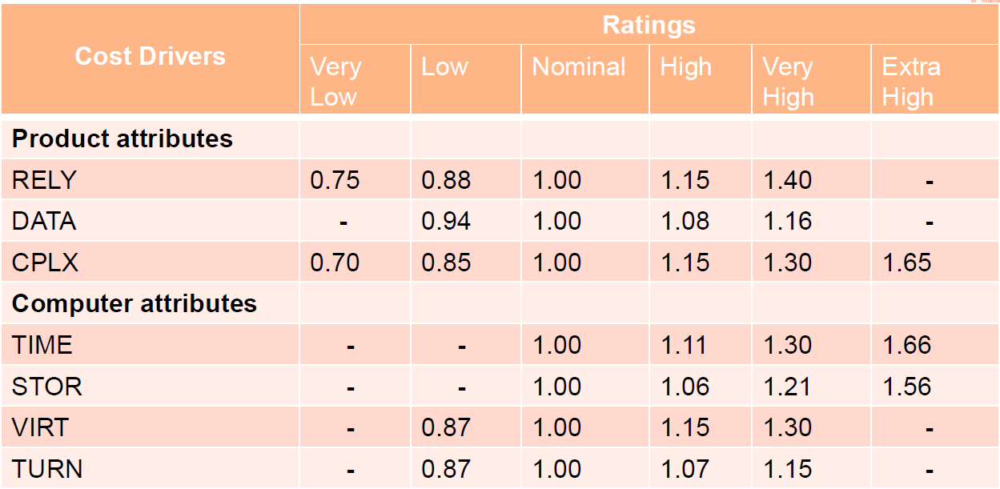 Cost Drivers
Ratings
Very Low
Low
Nominal
High
Very High
Extra High
Product attributes
RELY 0.75 0.88 1.00 1.15 1.40 -
DATA - 0.94 1.00 1.08 1.16 -
CPLX 0.70 0.85 1.00 1.15 1.30 1.65
Computer attributes
TIME - - 1.00 1.11 1.30 1.66
STOR - - 1.00 1.06 1.21 1.56
VIRT - 0.87 1.00 1.15 1.30 -
TURN - 0.87 1.00 1.07 1.15 -